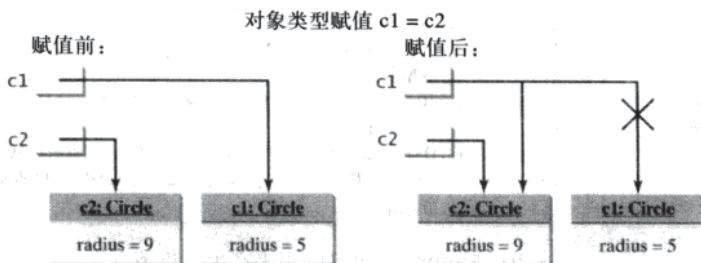 对象类型赋值 c1 = c2
赋值前：
赋值后：
c1
c2
c2: Circle
radius = 9
c1: Circle
radius = 5
c1
c2
c2: Circle
radius = 9
c1: Circle
radius = 5